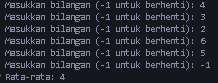 Masukkan bilangan (-1 untuk berhenti): 4
Masukkan bilangan (-1 untuk berhenti): 3
Masukkan bilangan (-1 untuk berhenti): 2
Masukkan bilangan (-1 untuk berhenti): 6
Masukkan bilangan (-1 untuk berhenti): 5
Masukkan bilangan (-1 untuk berhenti): -1
Rata-rata: 4